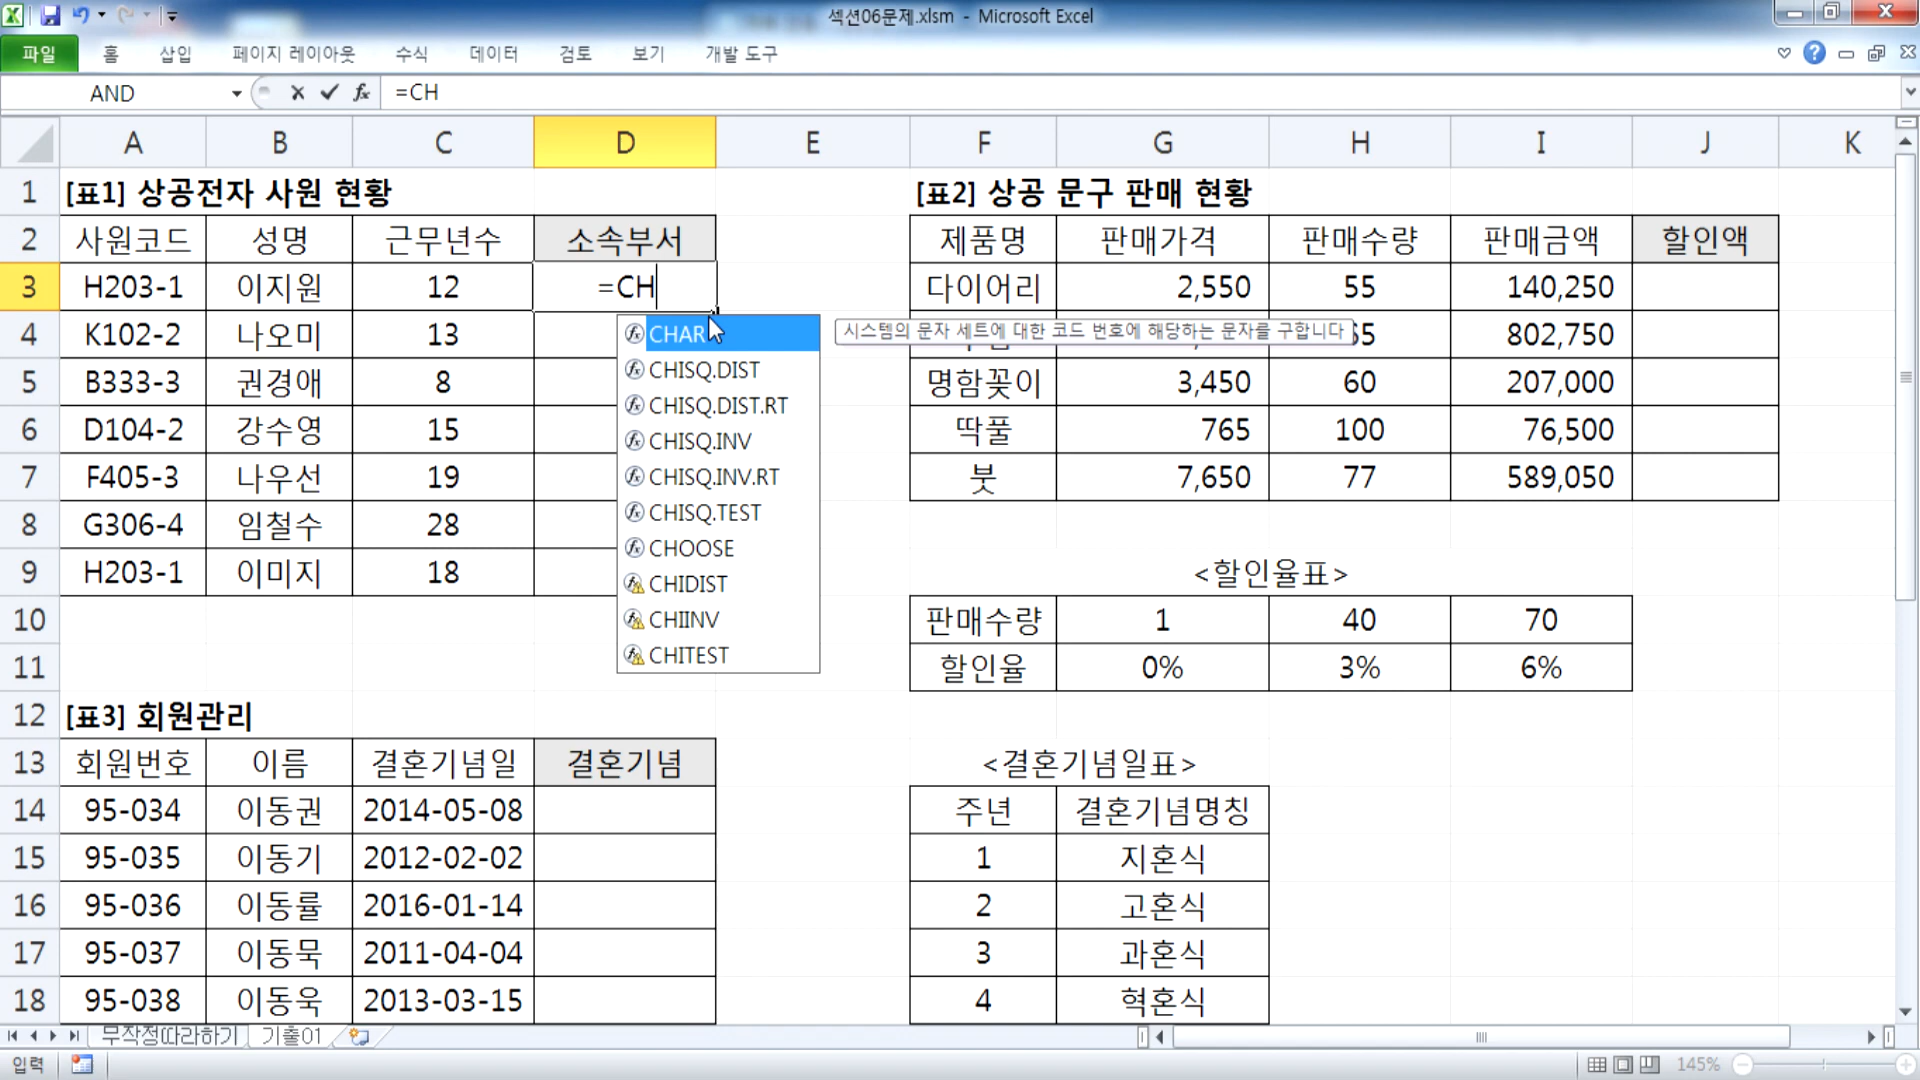 섹션06문제.xlsm - Microsoft Excel
파일 홈 삽입 페이지 레이아웃 수식 데이터 검토 보기 개발 도구
AND =CH
A B C D E F G H I J K
1 [표1] 상공전자 사원 현황 [표2] 상공 문구 판매 현황
2 사원코드 성명 근무년수 소속부서 제품명 판매가격 판매수량 판매금액 할인액
3 H203-1 이지원 12 =CH 다이어리 2,550 55 140,250
4 K102-2 나오미 13 CHAR 시스템의 문자 세트에 대한 코드 번호에 해당하는 문자를 구합니다 65 802,750
5 B333-3 권경애 8 CHISQ.DIST 명함꽂이 3,450 60 207,000
CHISQ.DIST.RT
6 D104-2 강수영 15 CHISQ.INV 딱풀 765 100 76,500
7 F405-3 나우선 19 CHISQ.INV.RT 붓 7,650 77 589,050
8 G306-4 임철수 28 CHISQ.TEST
CHOOSE
9 H203-1 이미지 18 CHIDIST <할인율표>
10 CHIINV 판매수량 1 40 70
11 CHITEST 할인율 0% 3% 6%
12 [표3] 회원관리
13 회원번호 이름 결혼기념일 결혼기념 <결혼기념일표>
14 95-034 이동권 2014-05-08 주년 결혼기념명칭
15 95-035 이동기 2012-02-02 1 지혼식
16 95-036 이동률 2016-01-14 2 고혼식
17 95-037 이동묵 2011-04-04 3 과혼식
18 95-038 이동욱 2013-03-15 4 혁혼식
무작정따라하기 기출01
입력 145%